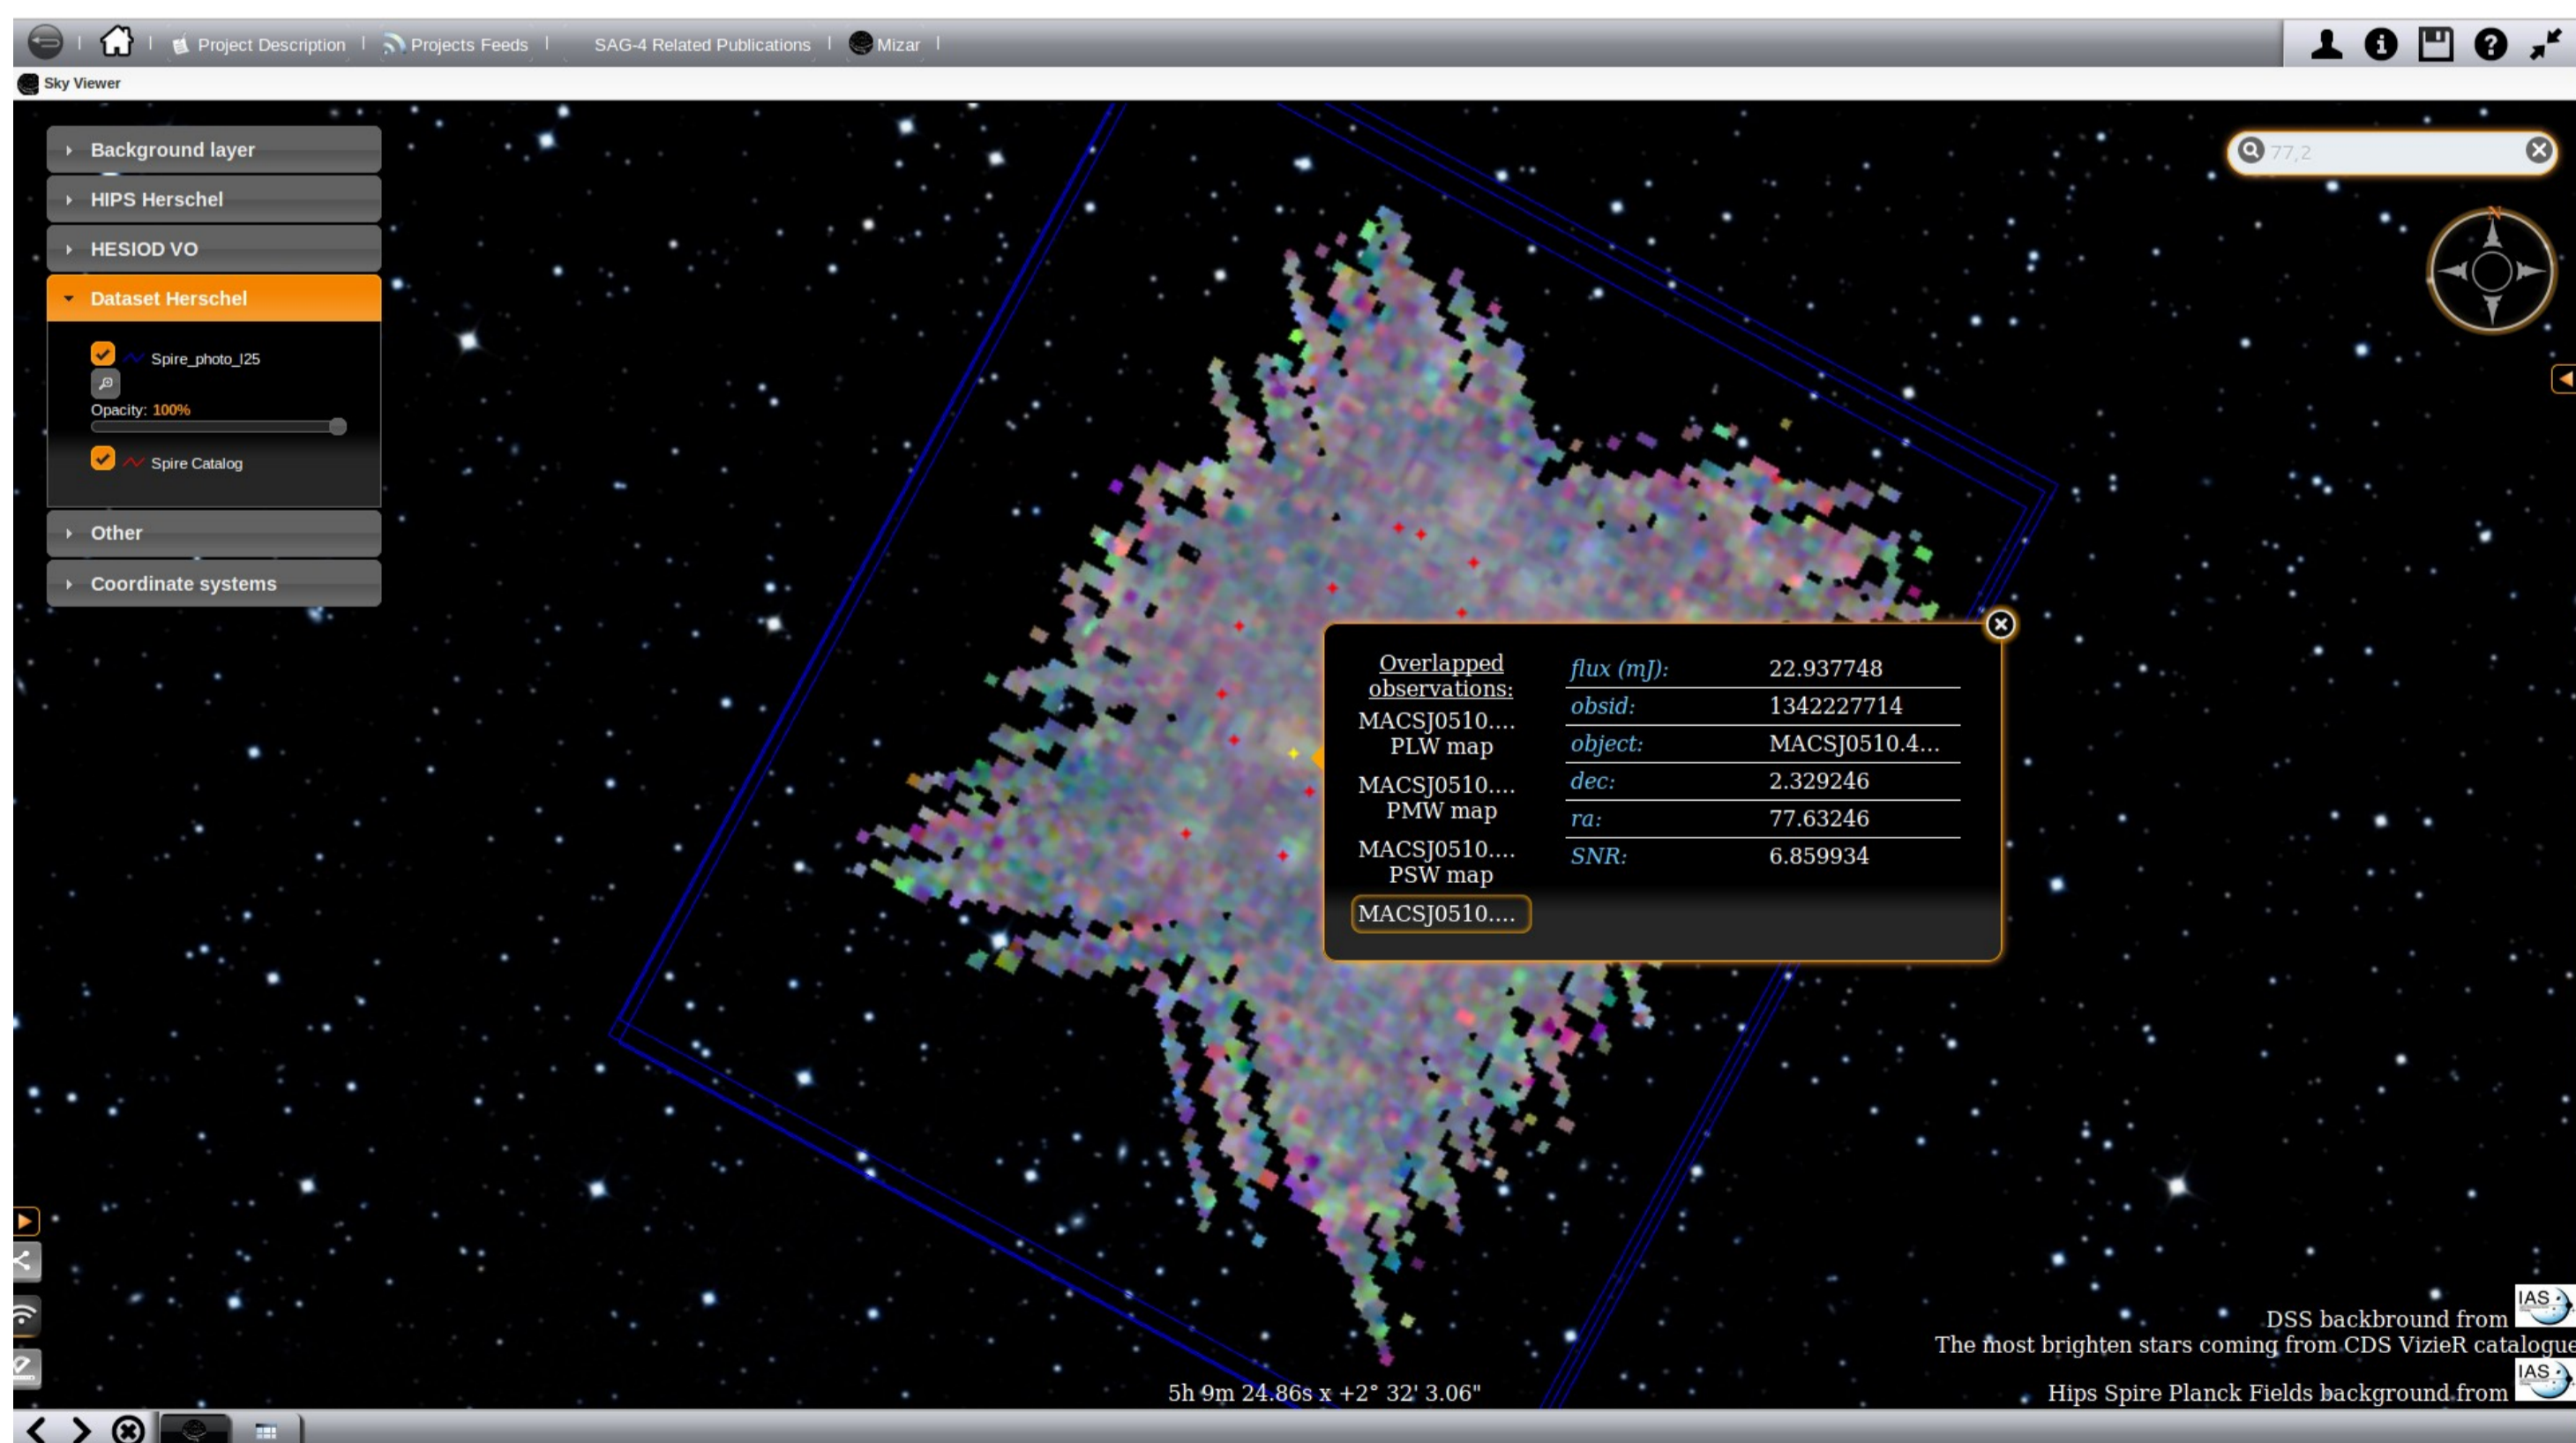 Project Description
Projects Feeds
SAG-4 Related Publications
Mizar
Sky Viewer
Background layer
HIPS Herschel
HESIOD VO
Dataset Herschel
Spire_photo_l25
Opacity: 100%
Spire Catalog
Other
Coordinate systems
77,2
N
Overlapped
observations:
MACSJ0510....
PLW map
MACSJ0510....
PMW map
MACSJ0510....
PSW map
MACSJ0510....
flux (mJ): 22.937748
obsid: 1342227714
object: MACSJ0510.4...
dec: 2.329246
ra: 77.63246
SNR: 6.859934
5h 9m 24.86s x +2° 32' 3.06"
DSS backbround from IAS
The most brighten stars coming from CDS VizieR catalogue
Hips Spire Planck Fields background from IAS